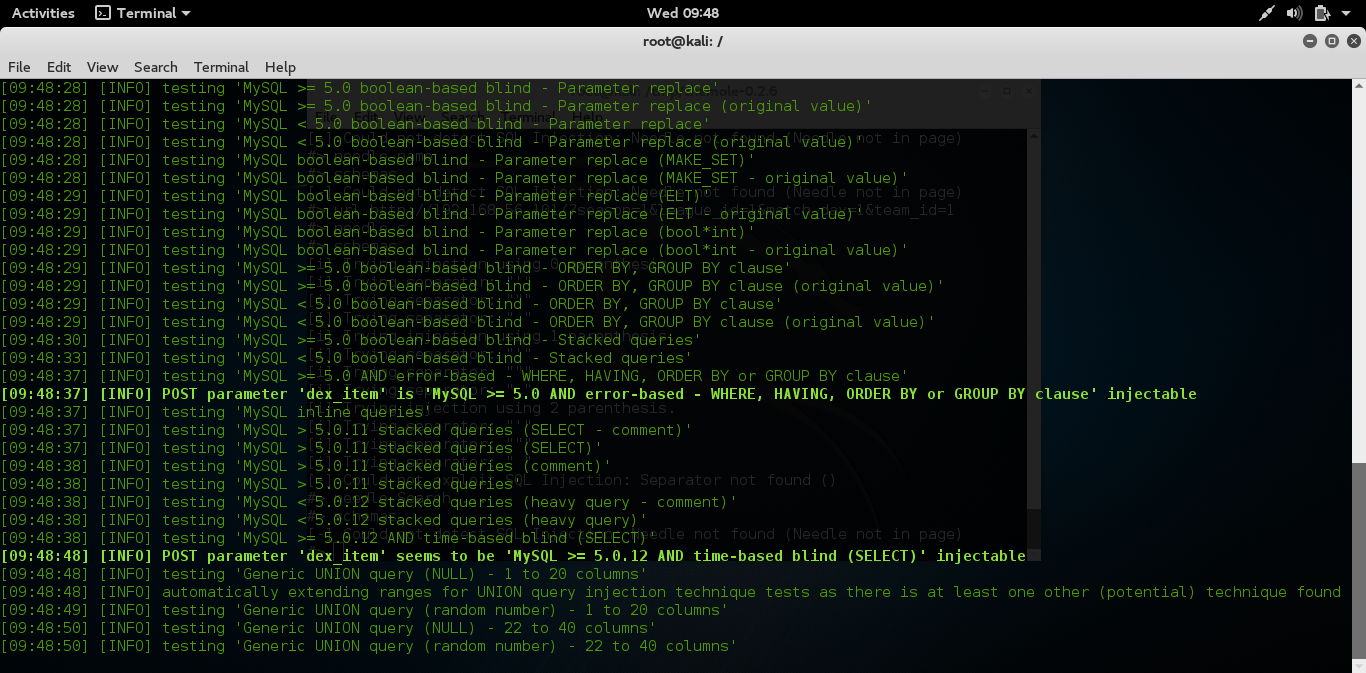 Activities Terminal Wed 09:48
root@kali: /
File Edit View Search Terminal Help
[09:48:28] [INFO] testing 'MySQL >= 5.0 boolean-based blind - Parameter replace'
[09:48:28] [INFO] testing 'MySQL >= 5.0 boolean-based blind - Parameter replace (original value)'
[09:48:28] [INFO] testing 'MySQL < 5.0 boolean-based blind - Parameter replace'
[09:48:28] [INFO] testing 'MySQL < 5.0 boolean-based blind - Parameter replace (original value)'
[09:48:28] [INFO] testing 'MySQL boolean-based blind - Parameter replace (MAKE_SET)'
[09:48:28] [INFO] testing 'MySQL boolean-based blind - Parameter replace (MAKE_SET - original value)'
[09:48:29] [INFO] testing 'MySQL boolean-based blind - Parameter replace (ELT)'
[09:48:29] [INFO] testing 'MySQL boolean-based blind - Parameter replace (ELT - original value)'
[09:48:29] [INFO] testing 'MySQL boolean-based blind - Parameter replace (bool*int)'
[09:48:29] [INFO] testing 'MySQL boolean-based blind - Parameter replace (bool*int - original value)'
[09:48:29] [INFO] testing 'MySQL >= 5.0 boolean-based blind - ORDER BY, GROUP BY clause'
[09:48:29] [INFO] testing 'MySQL >= 5.0 boolean-based blind - ORDER BY, GROUP BY clause (original value)'
[09:48:29] [INFO] testing 'MySQL < 5.0 boolean-based blind - ORDER BY, GROUP BY clause'
[09:48:29] [INFO] testing 'MySQL < 5.0 boolean-based blind - ORDER BY, GROUP BY clause (original value)'
[09:48:30] [INFO] testing 'MySQL >= 5.0 boolean-based blind - Stacked queries'
[09:48:33] [INFO] testing 'MySQL < 5.0 boolean-based blind - Stacked queries'
[09:48:37] [INFO] testing 'MySQL >= 5.0 AND error-based - WHERE, HAVING, ORDER BY or GROUP BY clause'
[09:48:37] [INFO] POST parameter 'dex_item' is 'MySQL >= 5.0 AND error-based - WHERE, HAVING, ORDER BY or GROUP BY clause' injectable
[09:48:37] [INFO] testing 'MySQL inline queries'
[09:48:37] [INFO] testing 'MySQL > 5.0.11 stacked queries (SELECT - comment)'
[09:48:37] [INFO] testing 'MySQL > 5.0.11 stacked queries (SELECT)'
[09:48:38] [INFO] testing 'MySQL > 5.0.11 stacked queries (comment)'
[09:48:38] [INFO] testing 'MySQL > 5.0.11 stacked queries'
[09:48:38] [INFO] testing 'MySQL < 5.0.12 stacked queries (heavy query - comment)'
[09:48:38] [INFO] testing 'MySQL < 5.0.12 stacked queries (heavy query)'
[09:48:38] [INFO] testing 'MySQL >= 5.0.12 AND time-based blind (SELECT)'
[09:48:48] [INFO] POST parameter 'dex_item' seems to be 'MySQL >= 5.0.12 AND time-based blind (SELECT)' injectable
[09:48:48] [INFO] testing 'Generic UNION query (NULL) - 1 to 20 columns'
[09:48:48] [INFO] automatically extending ranges for UNION query injection technique tests as there is at least one other (potential) technique found
[09:48:49] [INFO] testing 'Generic UNION query (random number) - 1 to 20 columns'
[09:48:50] [INFO] testing 'Generic UNION query (NULL) - 22 to 40 columns'
[09:48:50] [INFO] testing 'Generic UNION query (random number) - 22 to 40 columns'